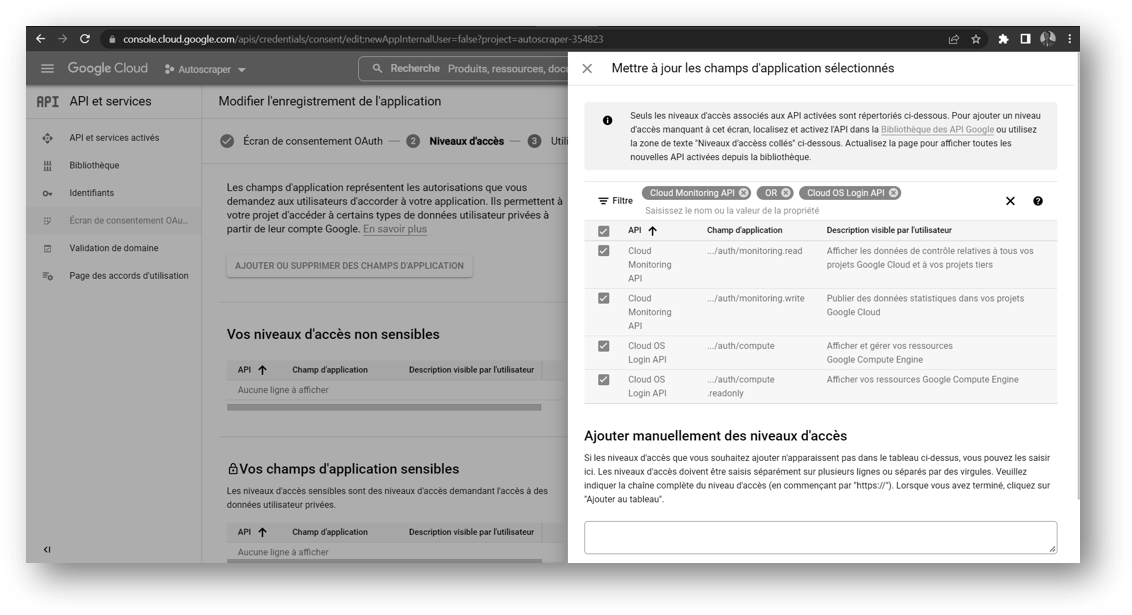 console.cloud.google.com/apis/credentials/consent/edit;newAppInternalUser=false?project=autoscraper-354823
Google Cloud
Autoscraper
Recherche Produits, ressources, docu
API API et services
API et services activés
Bibliothèque
Identifiants
Écran de consentement OAu...
Validation de domaine
Page des accords d'utilisation
Modifier l'enregistrement de l'application
Écran de consentement OAuth — 2 Niveaux d'accès — 3 Utili
Les champs d'application représentent les autorisations que vous
demandez aux utilisateurs d'accorder à votre application. Ils permettent à
votre projet d'accéder à certains types de données utilisateur privées à
partir de leur compte Google. En savoir plus
AJOUTER OU SUPPRIMER DES CHAMPS D'APPLICATION
Vos niveaux d'accès non sensibles
API Champ d'application Description visible par l'utilisateur
Aucune ligne à afficher
Vos champs d'application sensibles
Les niveaux d'accès sensibles sont des niveaux d'accès demandant l'accès à des
données utilisateur privées.
API Champ d'application Description visible par l'utilisateur
Aucune ligne à afficher
Mettre à jour les champs d'application sélectionnés
Seuls les niveaux d'accès associés aux API activées sont répertoriés ci-dessous. Pour ajouter un niveau
d'accès manquant à cet écran, localisez et activez l'API dans la Bibliothèque des API Google ou utilisez
la zone de texte "Niveaux d'accèss collés" ci-dessous. Actualisez la page pour afficher toutes les
nouvelles API activées depuis la bibliothèque.
Filtre Cloud Monitoring API OR Cloud OS Login API
Saisissez le nom ou la valeur de la propriété
API Champ d'application Description visible par l'utilisateur
Cloud .../auth/monitoring.read Afficher les données de contrôle relatives à tous vos
Monitoring projets Google Cloud et à vos projets tiers
API
Cloud .../auth/monitoring.write Publier des données statistiques dans vos projets
Monitoring Google Cloud
API
Cloud OS .../auth/compute Afficher et gérer vos ressources
Login API Google Compute Engine
Cloud OS .../auth/compute Afficher vos ressources Google Compute Engine
Login API .readonly
Ajouter manuellement des niveaux d'accès
Si les niveaux d'accès que vous souhaitez ajouter n'apparaissent pas dans le tableau ci-dessus, vous pouvez les saisir
ici. Les niveaux d'accès doivent être saisis séparément sur plusieurs lignes ou séparés par des virgules. Veuillez
indiquer la chaîne complète du niveau d'accès (en commençant par "https://"). Lorsque vous avez terminé, cliquez sur
"Ajouter au tableau".